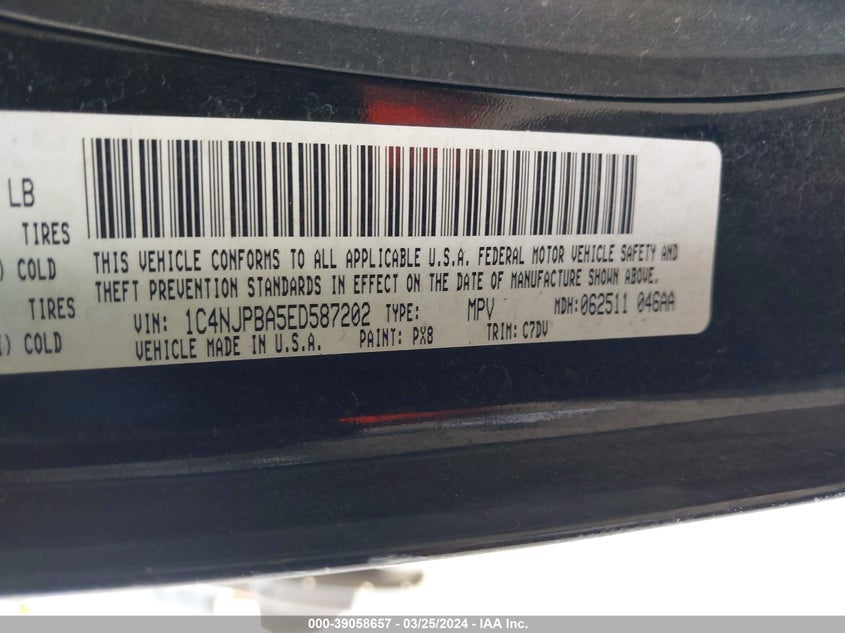 LB
TIRES
) COLD
THIS VEHICLE CONFORMS TO ALL APPLICABLE U.S.A. FEDERAL MOTOR VEHICLE SAFETY AND
THEFT PREVENTION STANDARDS IN EFFECT ON THE DATE OF MANUFACTURE SHOWN ABOVE.
TIRES
VIN: 1C4NJPBA5ED587202 TYPE: MPV MDH:062511 046AA
) COLD
VEHICLE MADE IN U.S.A. PAINT: PX8 TRIM: C7DV
000-39058657 - 03/25/2024 - IAA Inc.